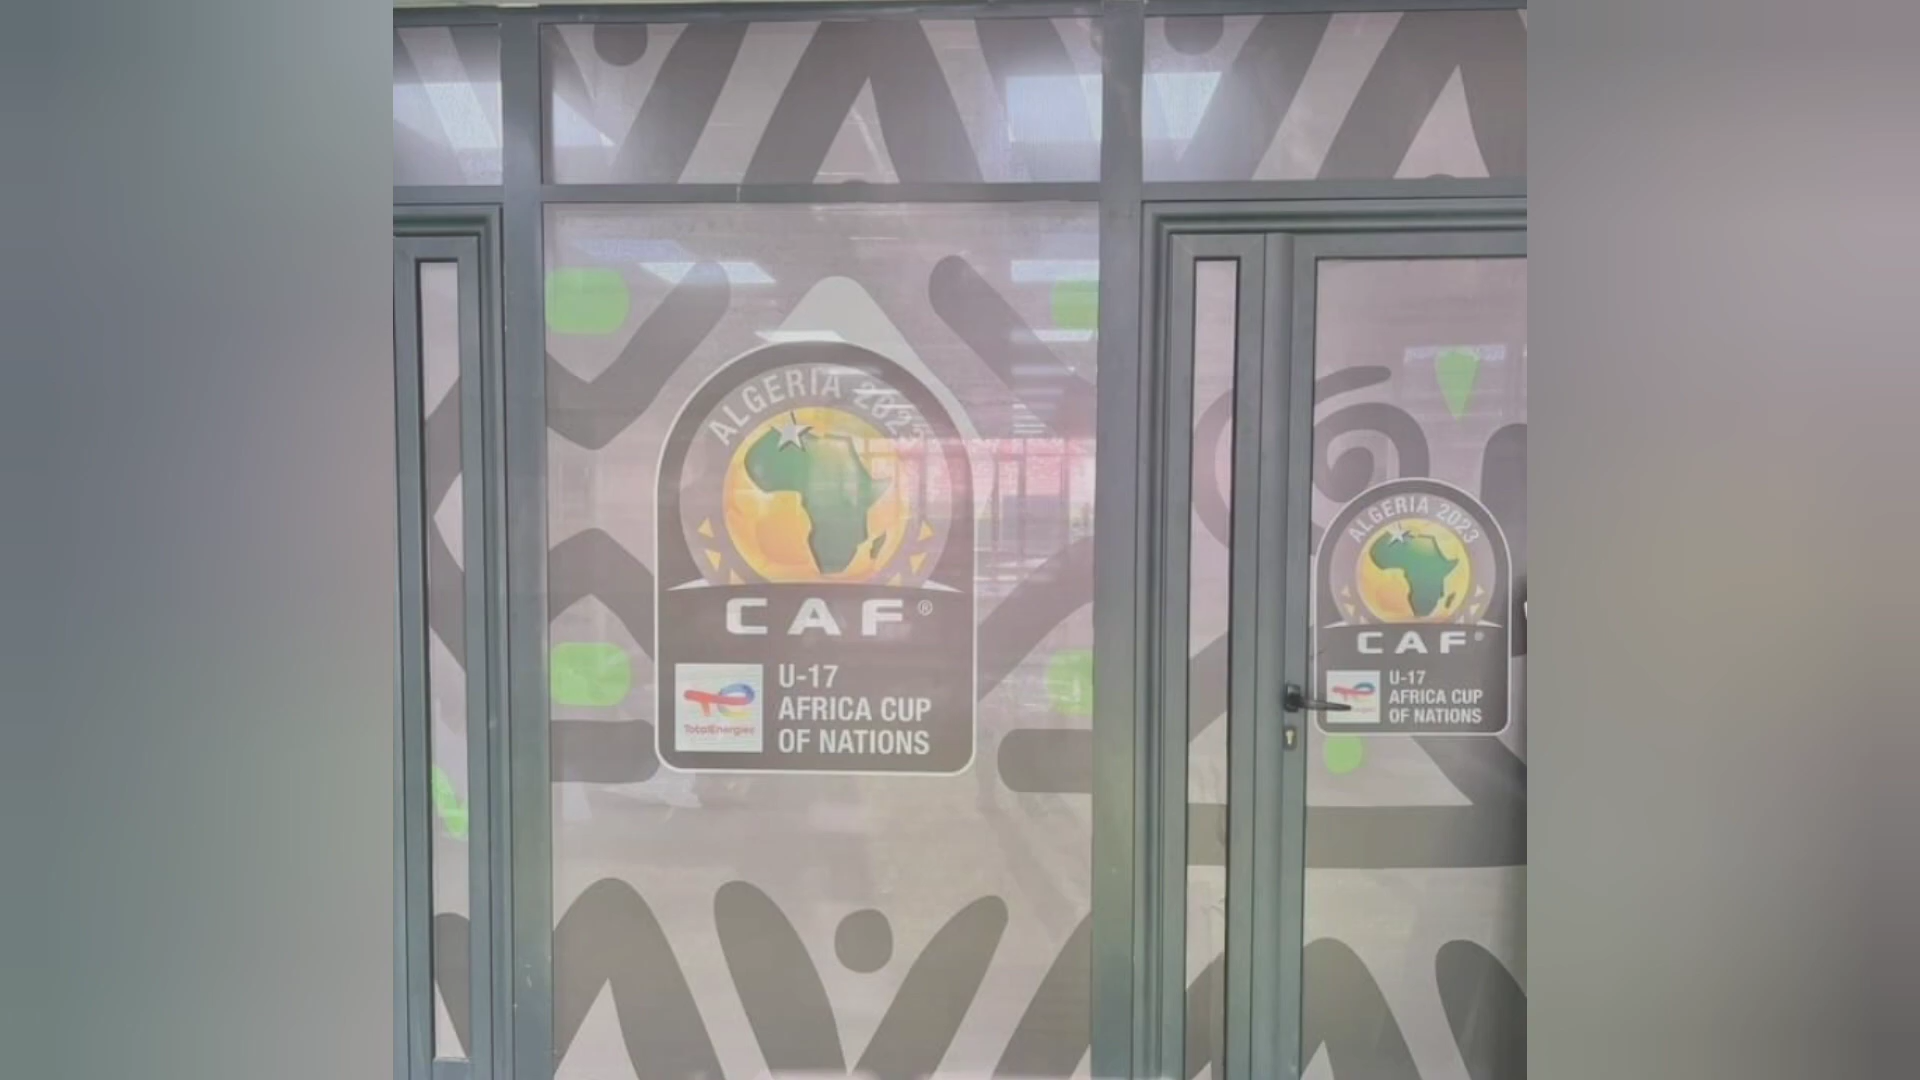 ALGERIA 2023
CAF®
TotalEnergies
U-17
AFRICA CUP
OF NATIONS
ALGERIA 2023
CAF®
U-17
AFRICA CUP
OF NATIONS